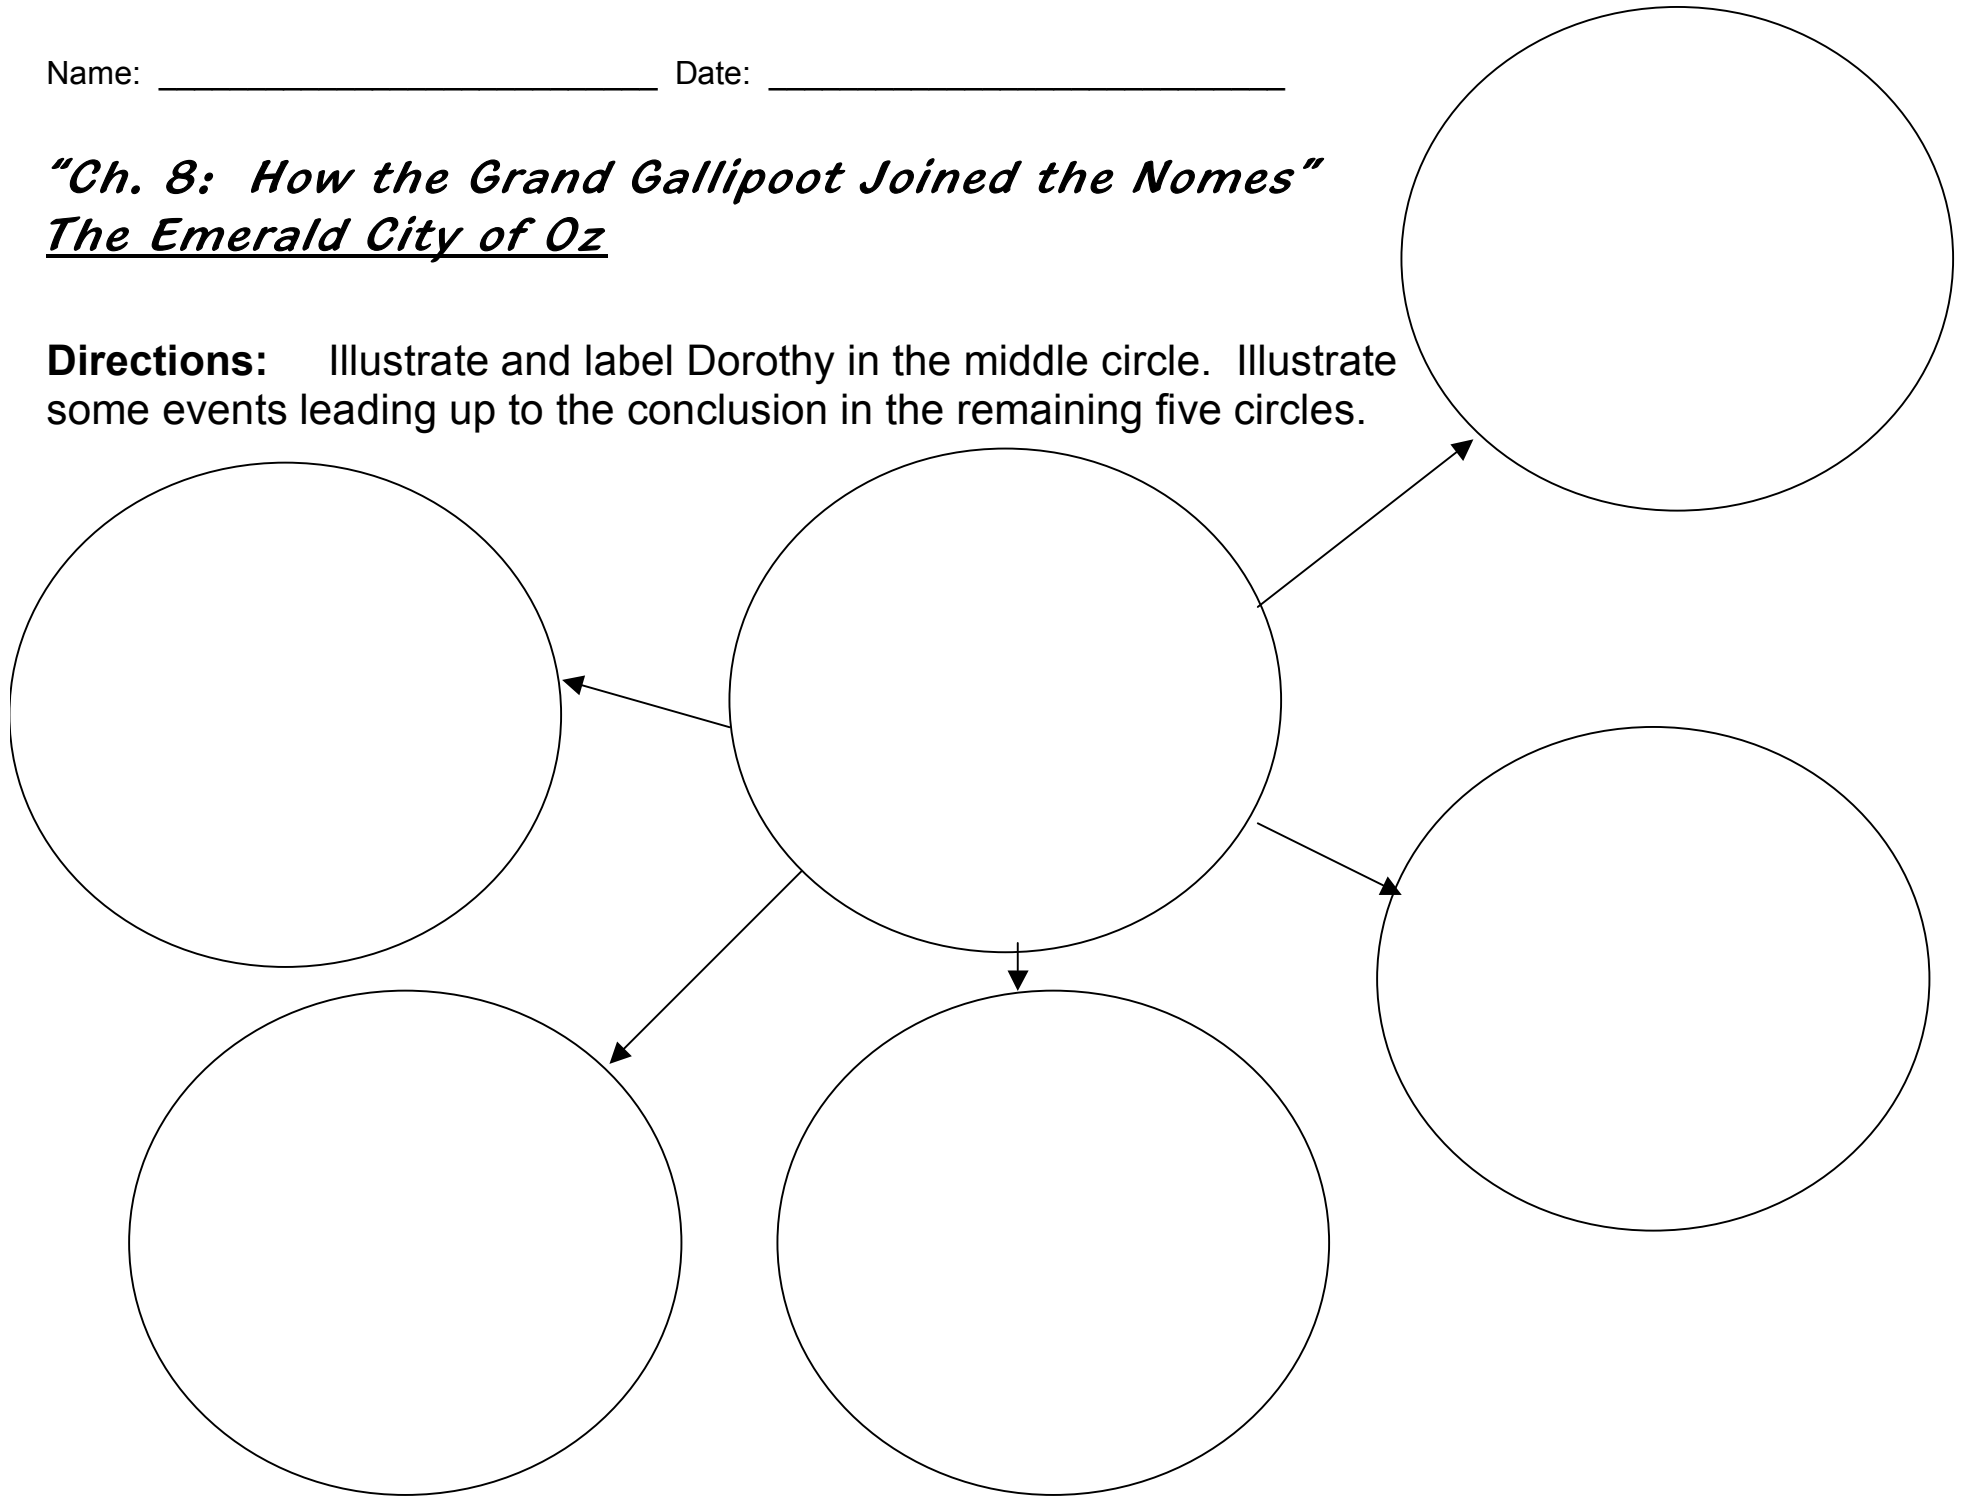 Name: ____________________________ Date: _____________________________
“Ch. 8:  How the Grand Gallipoot Joined the Nomes”
The Emerald City of Oz
Directions:     Illustrate and label Dorothy in the middle circle.  Illustrate
some events leading up to the conclusion in the remaining five circles.